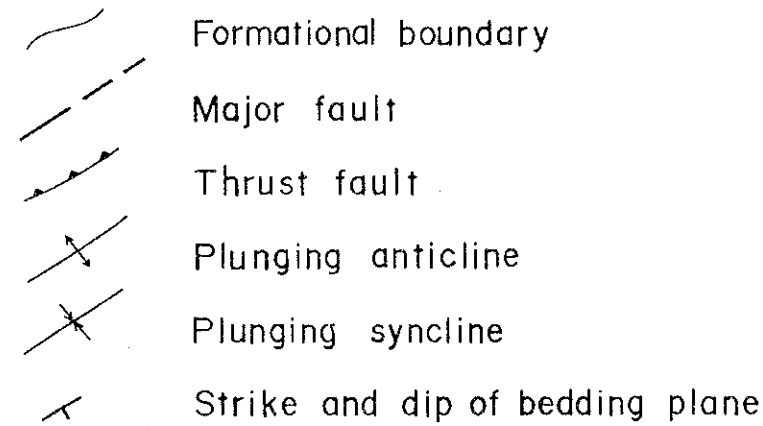 Formational boundary
Major fault
Thrust fault
Plunging anticline
Plunging syncline
Strike and dip of bedding plane